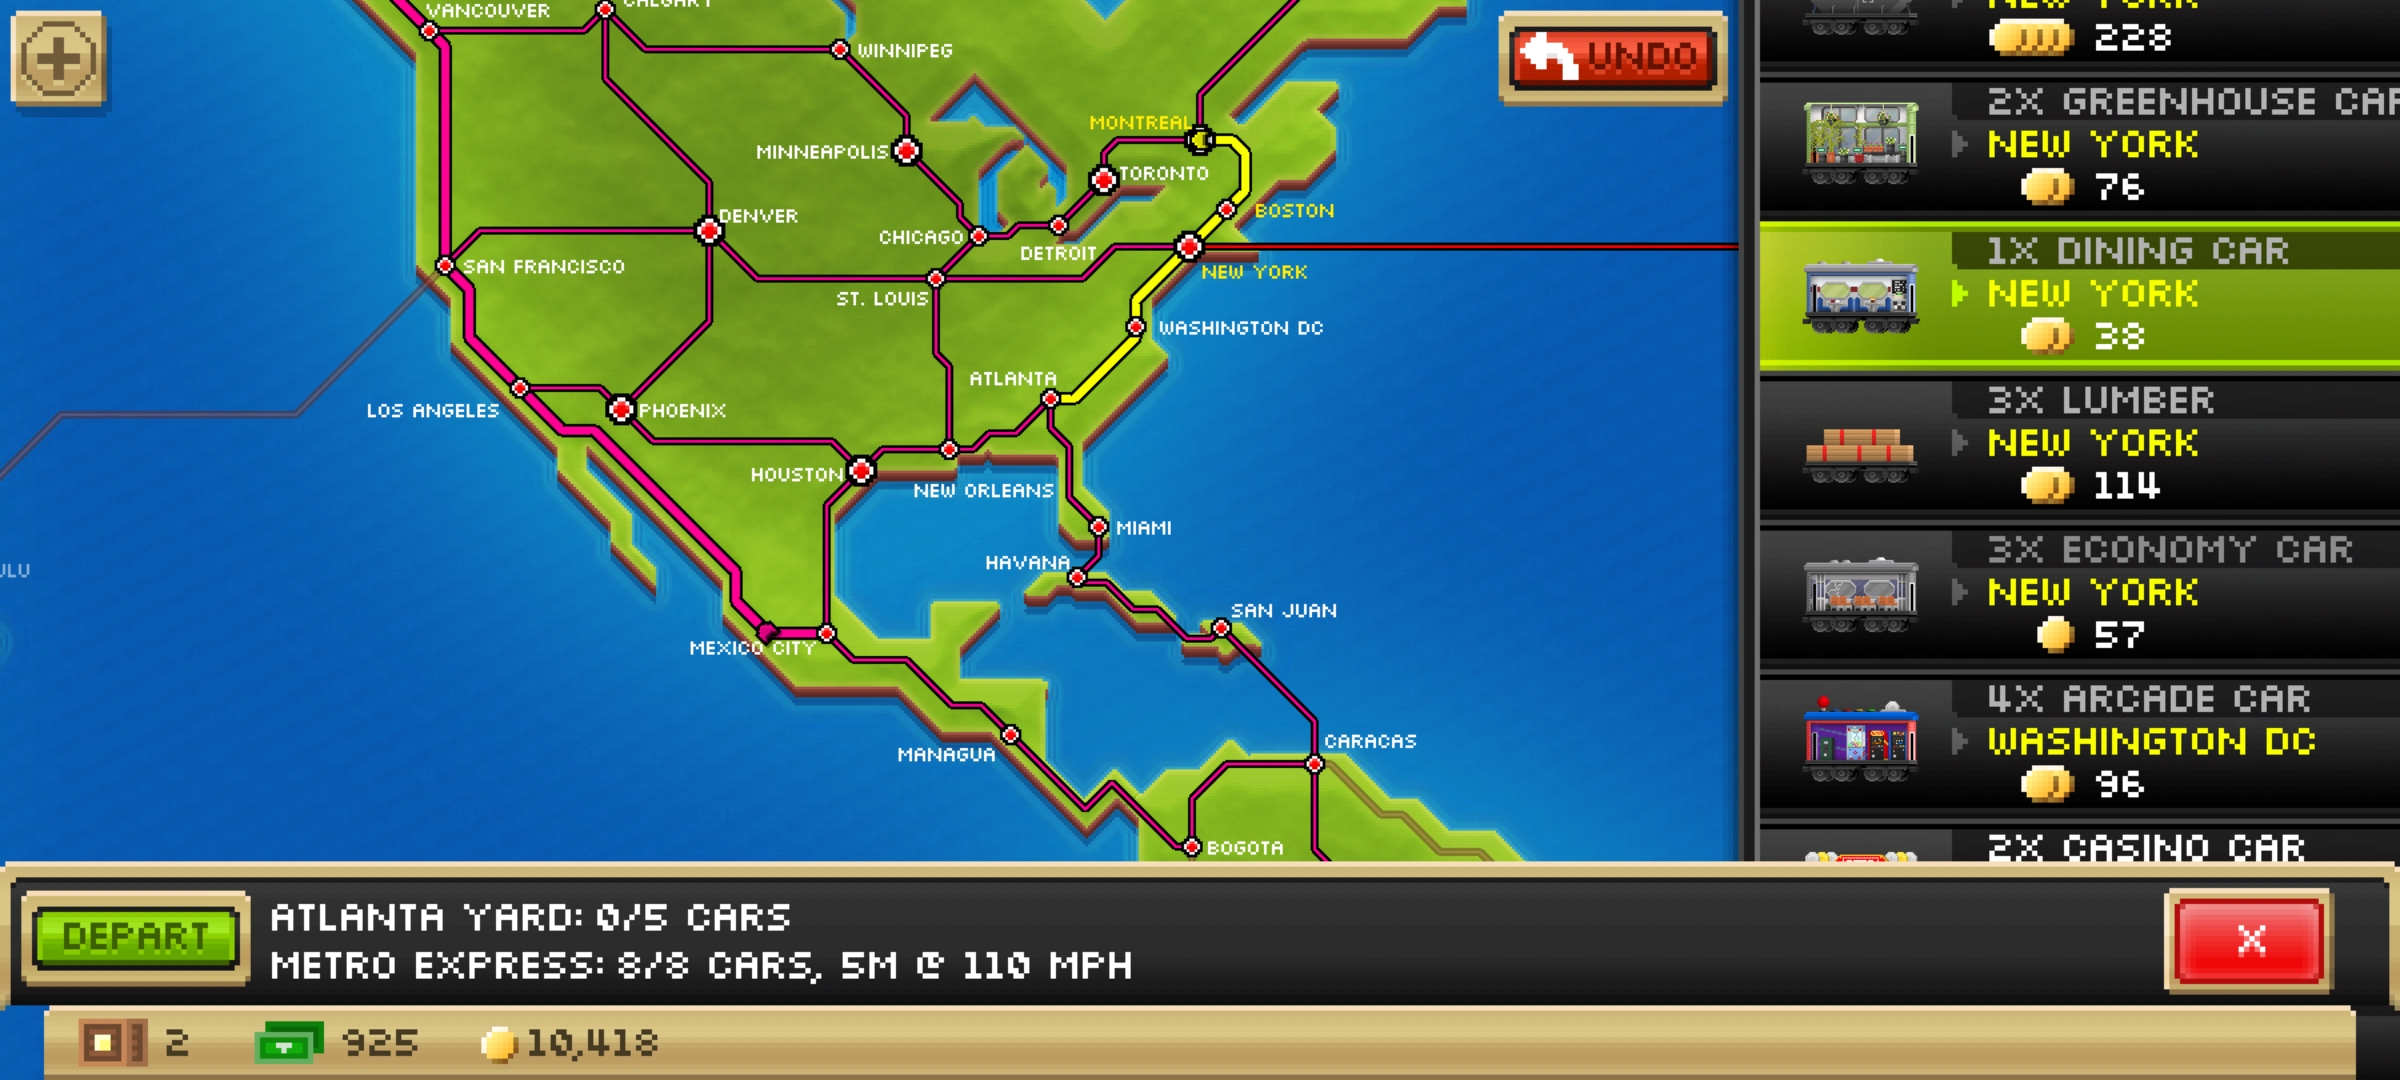 VANCOUVER
CALGARY
WINNIPEG
MINNEAPOLIS
MONTREAL
TORONTO
DENVER
CHICAGO
DETROIT
BOSTON
SAN FRANCISCO
NEW YORK
ST. LOUIS
WASHINGTON DC
ATLANTA
LOS ANGELES
PHOENIX
HOUSTON
NEW ORLEANS
MIAMI
HAVANA
SAN JUAN
MEXICO CITY
MANAGUA
CARACAS
BOGOTA
UNDO
NEW YORK
228
2X GREENHOUSE CAR
NEW YORK
76
1X DINING CAR
NEW YORK
38
3X LUMBER
NEW YORK
114
3X ECONOMY CAR
NEW YORK
57
4X ARCADE CAR
WASHINGTON DC
96
2X CASINO CAR
DEPART
ATLANTA YARD: 0/5 CARS
METRO EXPRESS: 8/8 CARS, 5M @ 110 MPH
X
2
925
10,418